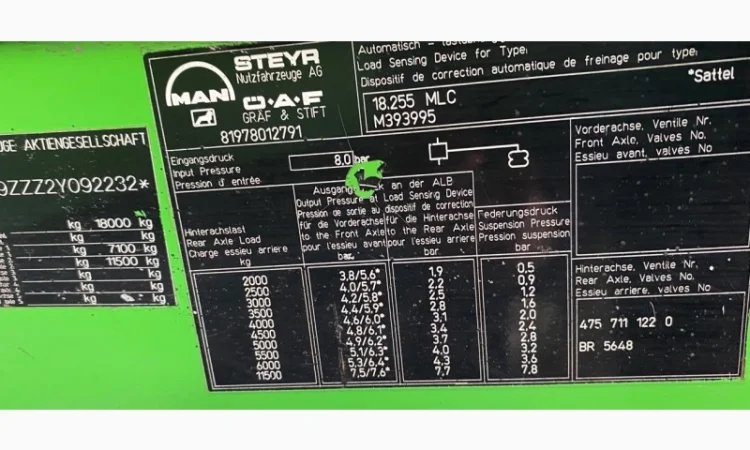 GE AKTIENGESELLSCHAFT
9ZZZ2Y092232*
kg 18000 kg
kg kg
kg 7100 kg
kg 11500 kg
kg kg
kg kg
MAN
STEYR
Nutzfahrzeuge AG
ÖAF
GRÄF & STIFT
81978012791
Automatisch -
Load Sensing Device for Type:
Dispositif de correction automatique de freinage pour type:
*Sattel
18.255 MLC
M393995
Eingangsdruck
Input Pressure
Pression d'entrée
8.0 bar
Hinterachslast
Rear Axle Load
Charge essieu arriere
kg
an der ALB
Output Pressure at Load Sensing Device
Pression de sortie au dispositif de correction
für die Vorderachse
to the Front Axle
pour l'essieu avant
bar
für die Hinterachse
to the Rear Axle
pour l'essieu arriere
bar
Federungsdruck
Suspension Pressure
Pression suspension
bar
2000 3.8/5.6* 1.9 0.5
2500 4.0/5.7* 2.2 0.9
3000 4.2/5.8* 2.5 1.2
3500 4.4/5.9* 2.8 1.6
4000 4.6/6.0* 3.1 2.0
4500 4.8/6.1* 3.4 2.4
5000 4.9/6.2* 3.7 2.8
5500 5.1/6.3* 4.0 3.2
6000 5.3/6.4* 4.3 3.6
11500 7.5/7.6* 7.7 7.8
Vorderachse, Ventile Nr.
Front Axle, Valves No.
Essieu avant, valves No
Hinterachse, Ventile Nr.
Rear Axle, Valves No.
Essieu arriere, valves No
475 711 122 0
BR 5648